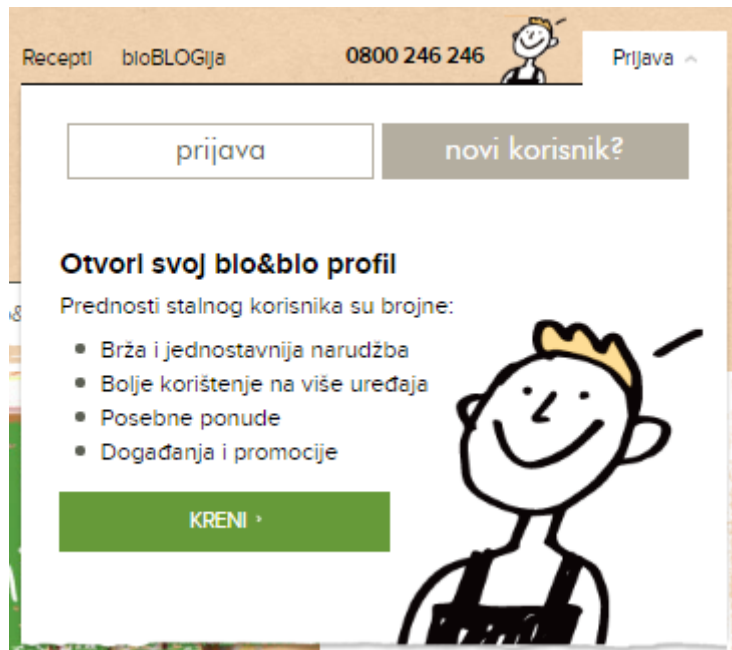 Recepti bioBLOGija 0800 246 246 Prijava
prijava novi korisnik?
Otvori svoj bio&bio profil
Prednosti stalnog korisnika su brojne:
Brža i jednostavnija narudžba
Bolje korištenje na više uređaja
Posebne ponude
Događanja i promocije
KRENI ›